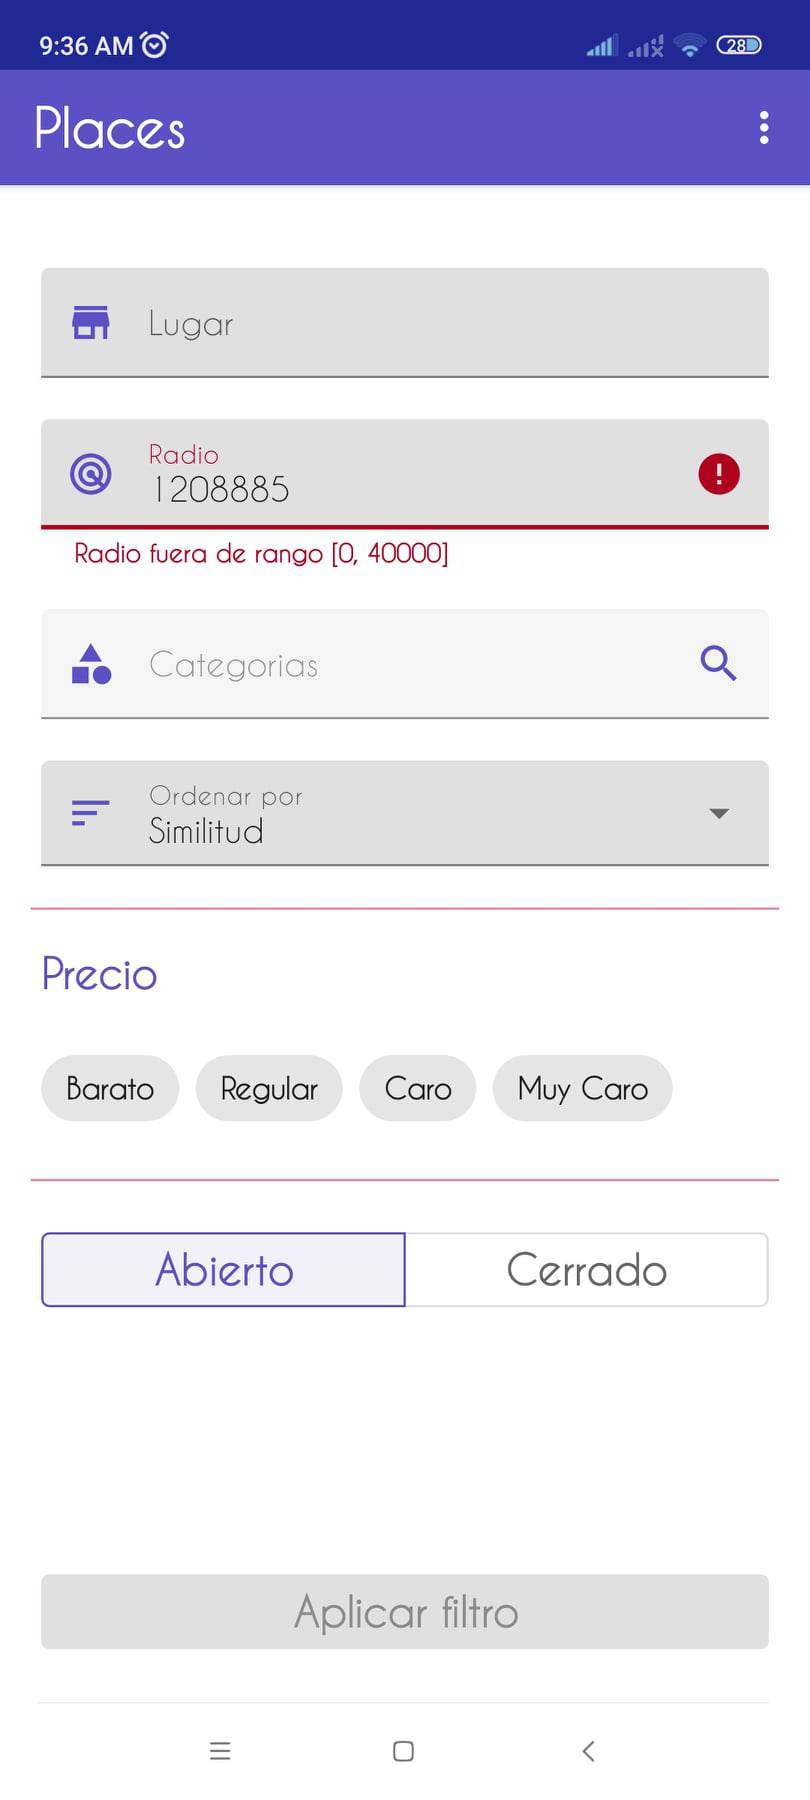 9:36 AM
28
Places
Lugar
Radio
1208885
Radio fuera de rango [0, 40000]
Categorias
Ordenar por
Similitud
Precio
Barato Regular Caro Muy Caro
Abierto Cerrado
Aplicar filtro